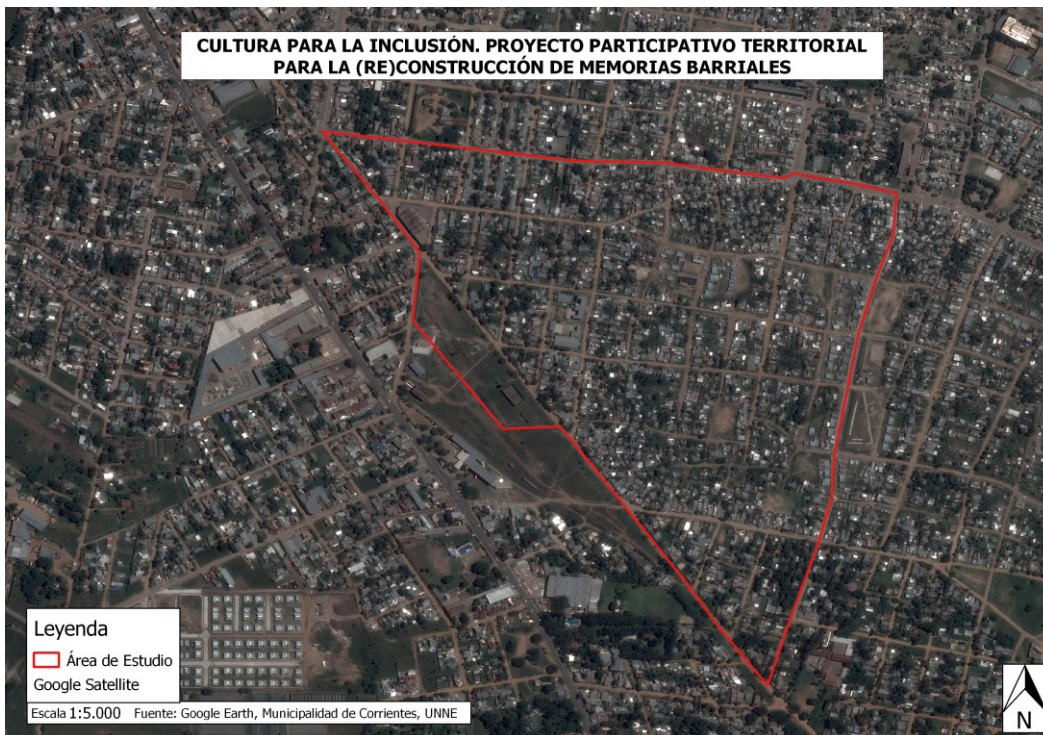 CULTURA PARA LA INCLUSIÓN. PROYECTO PARTICIPATIVO TERRITORIAL
PARA LA (RE)CONSTRUCCIÓN DE MEMORIAS BARRIALES
Leyenda
Área de Estudio
Google Satellite
Escala 1:5.000 Fuente: Google Earth, Municipalidad de Corrientes, UNNE
N